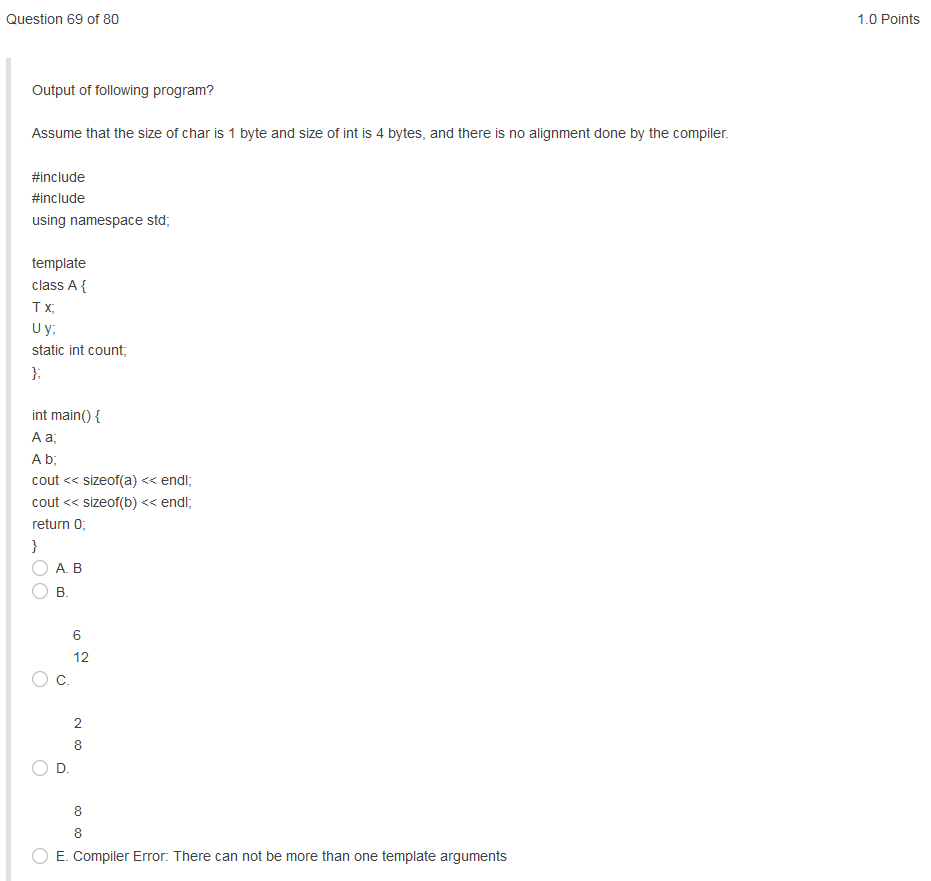 Question 69 of 80
1.0 Points
Output of following program?
Assume that the size of char is 1 byte and size of int is 4 bytes, and there is no alignment done by the compiler.
#include
#include
using namespace std;
template
class A {
T x;
U y;
static int count;
};
int main() {
A a;
A b;
cout << sizeof(a) << endl;
cout << sizeof(b) << endl;
return 0;
}
A. B
B.
6
12
C.
2
8
D.
8
8
E. Compiler Error: There can not be more than one template arguments